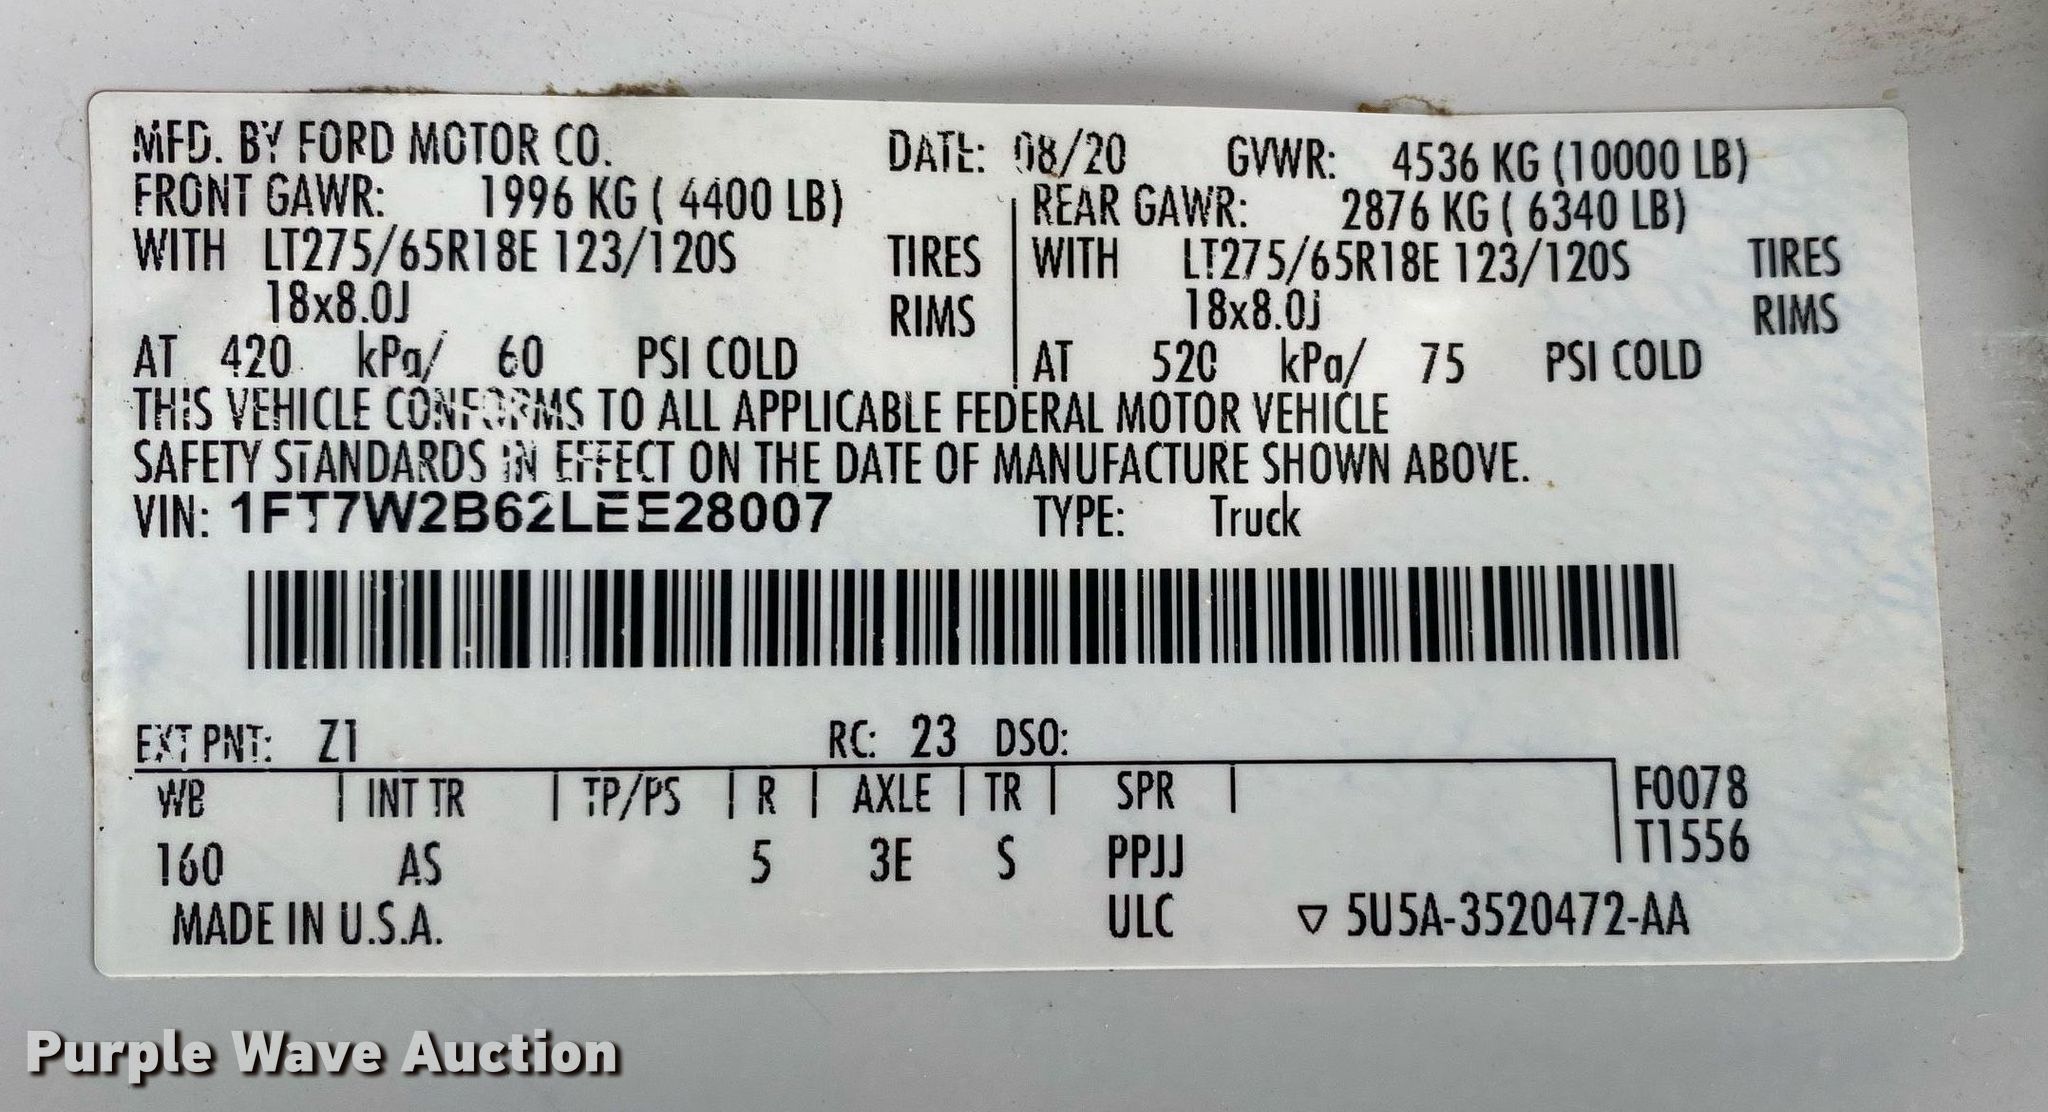 MFD. BY FORD MOTOR CO. DATE: 08/20 GVWR: 4536 KG (10000 LB)
FRONT GAWR: 1996 KG ( 4400 LB) REAR GAWR: 2876 KG ( 6340 LB)
WITH LT275/65R18E 123/120S TIRES WITH LT275/65R18E 123/120S TIRES
18x8.0J RIMS 18x8.0J RIMS
AT 420 kPa/ 60 PSI COLD AT 520 kPa/ 75 PSI COLD
THIS VEHICLE CONFORMS TO ALL APPLICABLE FEDERAL MOTOR VEHICLE
SAFETY STANDARDS IN EFFECT ON THE DATE OF MANUFACTURE SHOWN ABOVE.
VIN: 1FT7W2B62LEE28007 TYPE: Truck
EXT PNT: Z1 RC: 23 DSO:
WB | INT TR | TP/PS | R | AXLE | TR | SPR | F0078
T1556
160 AS 5 3E S PPJJ
MADE IN U.S.A. ULC ▽ 5U5A-3520472-AA
Purple Wave Auction